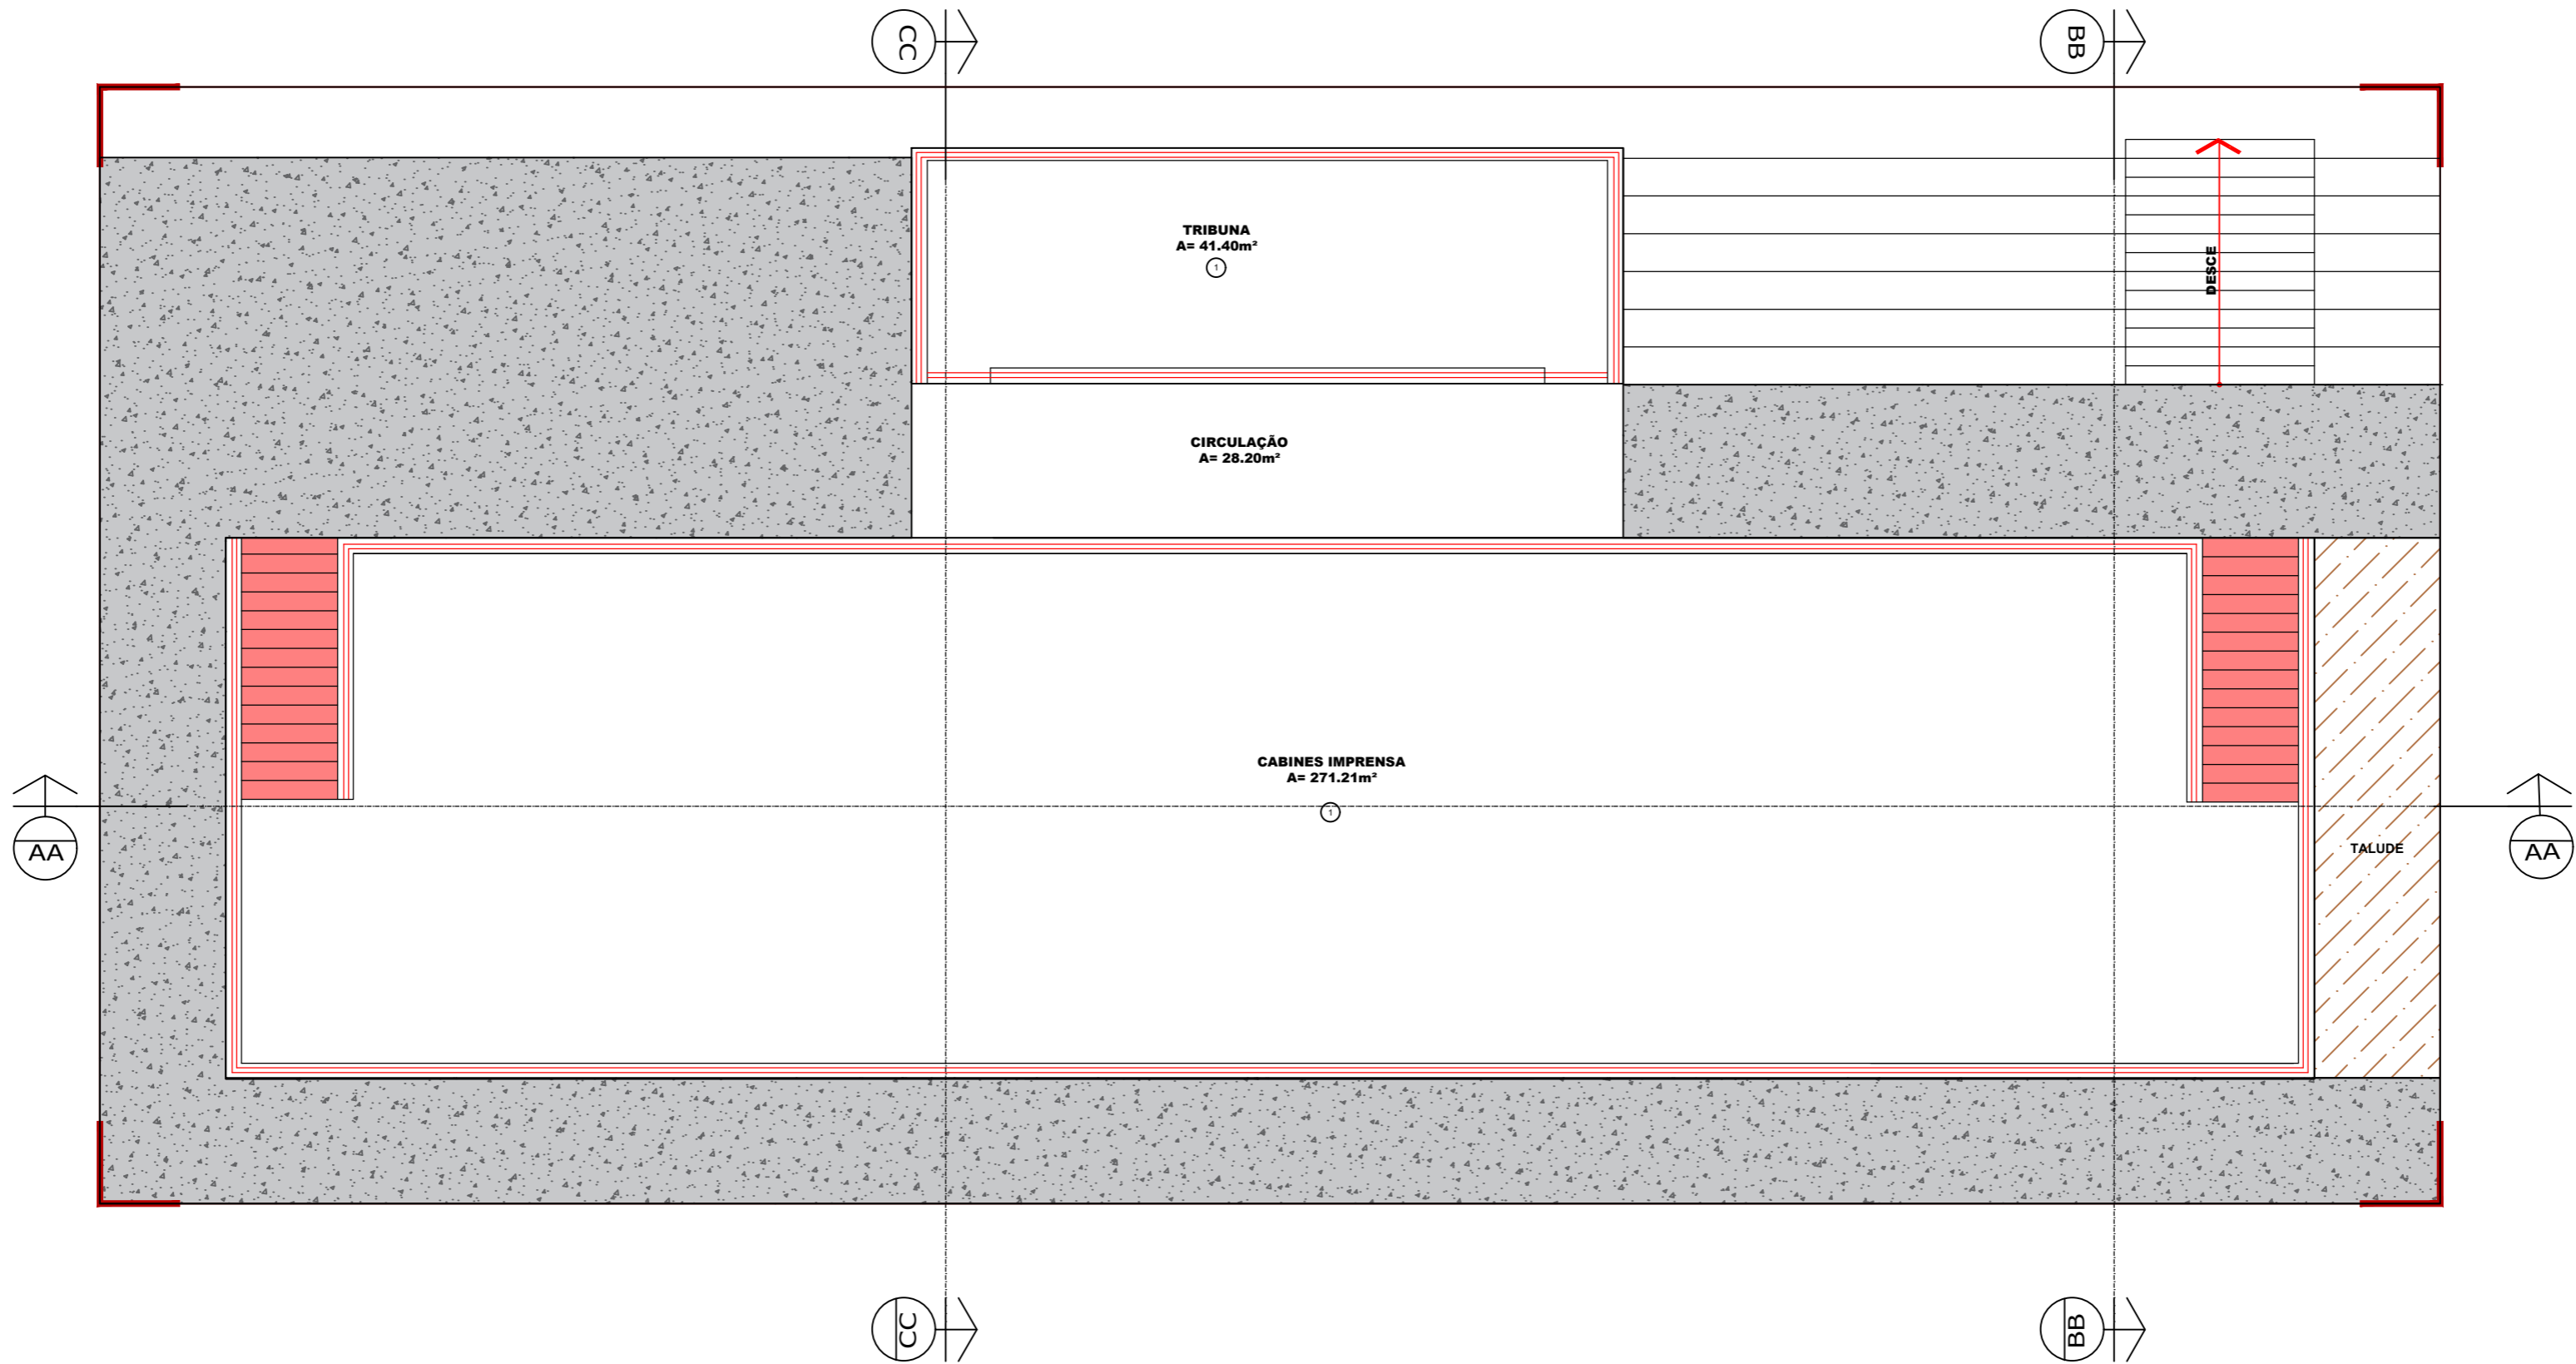 CC
BB
TRIBUNA
A= 41.40m²
1
DESCE
CIRCULAÇÃO
A= 28.20m²
CABINES IMPRENSA
A= 271.21m²
1
AA
TALUDE
AA
CC
BB